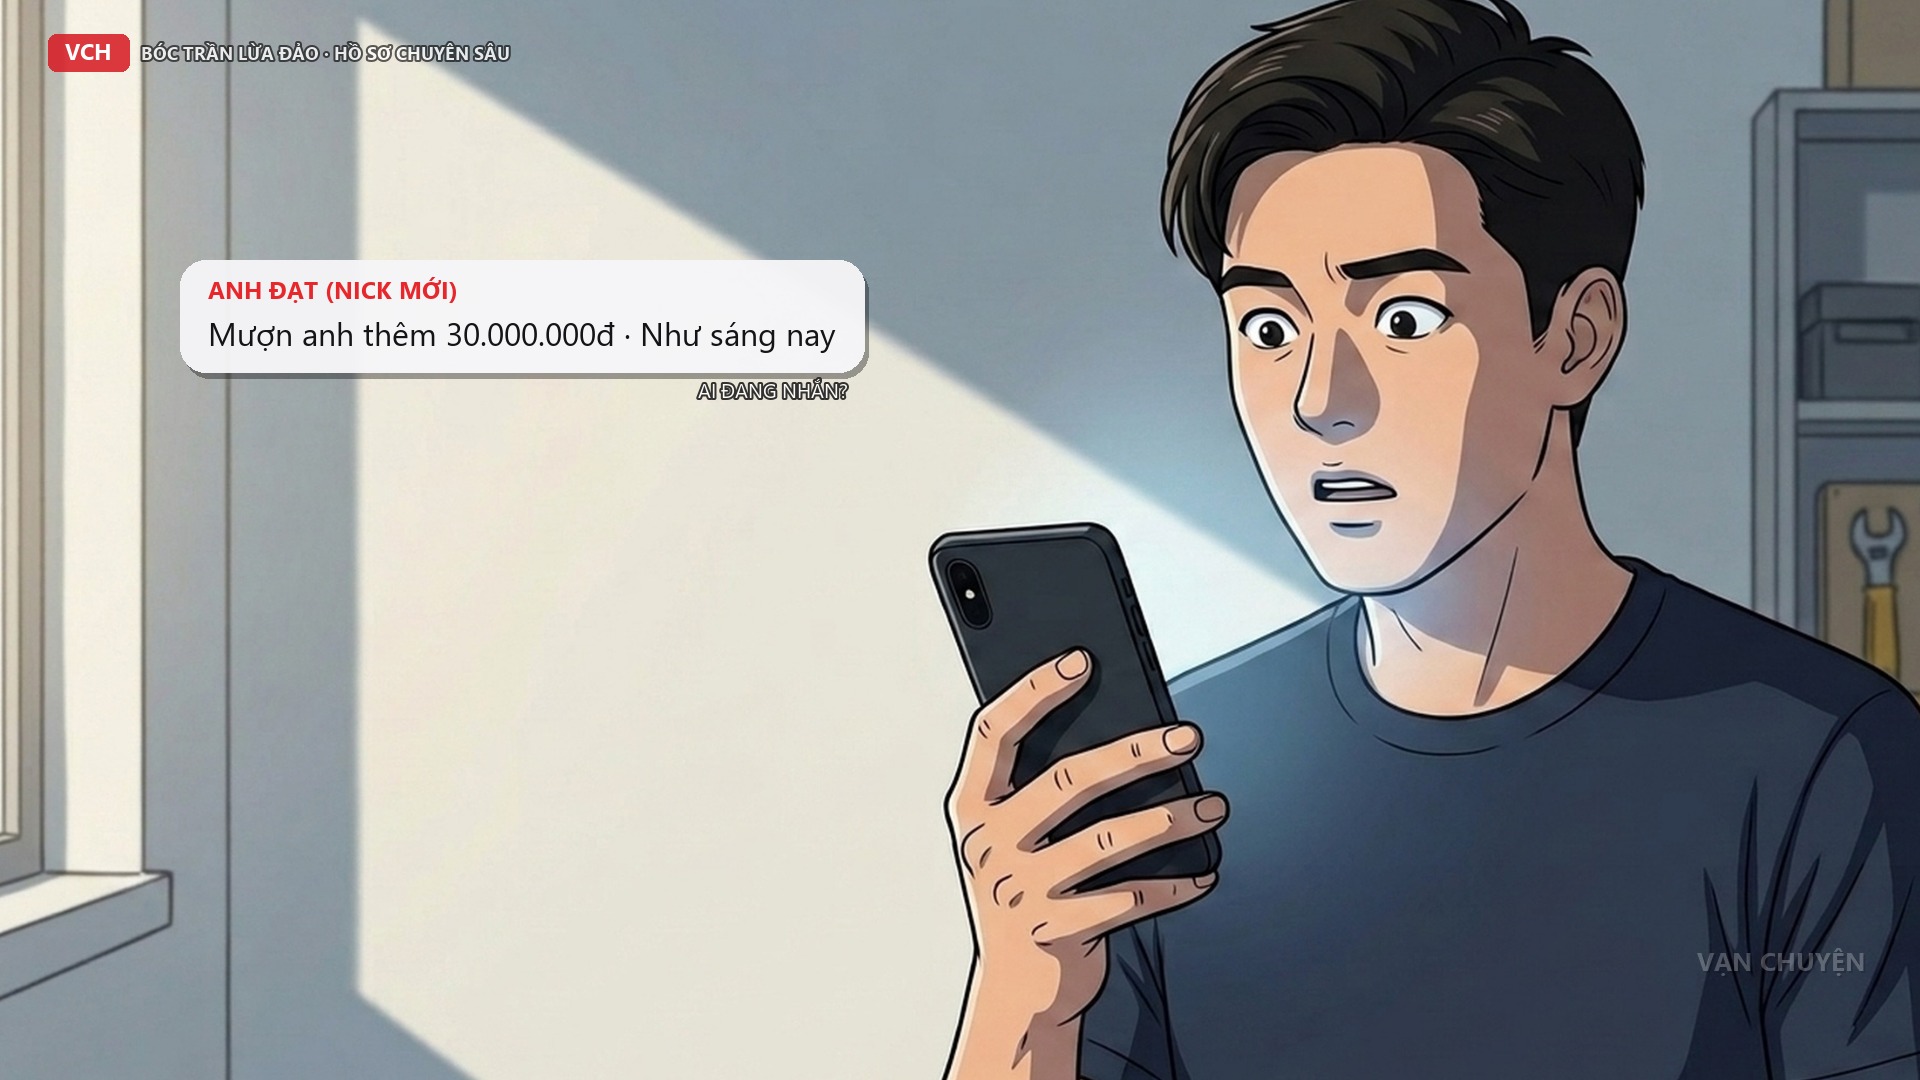 VCH BÓC TRẦN LỪA ĐẢO · HỒ SƠ CHUYÊN SÂU
ANH ĐẠT (NICK MỚI)
Mượn anh thêm 30.000.000đ · Như sáng nay
AI ĐANG NHẮN?
VẠN CHUYỆN